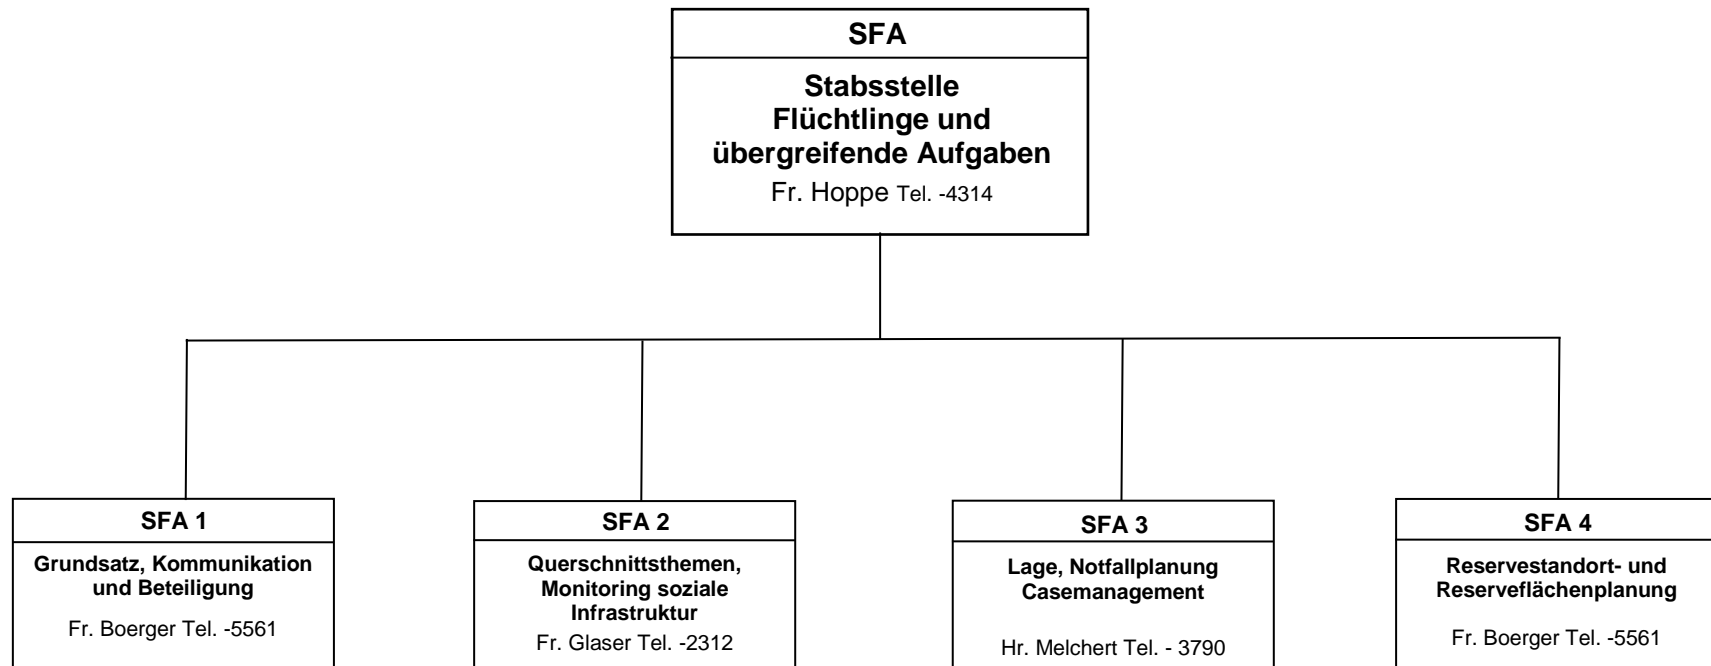 SFA
Stabsstelle
Flüchtlinge und
übergreifende Aufgaben
Fr. Hoppe Tel. -4314
SFA 1
Grundsatz, Kommunikation
und Beteiligung
Fr. Boerger Tel. -5561
SFA 2
Querschnittsthemen,
Monitoring soziale
Infrastruktur
Fr. Glaser Tel. -2312
SFA 3
Lage, Notfallplanung
Casemanagement
Hr. Melchert Tel. - 3790
SFA 4
Reservestandort- und
Reserveflächenplanung
Fr. Boerger Tel. -5561